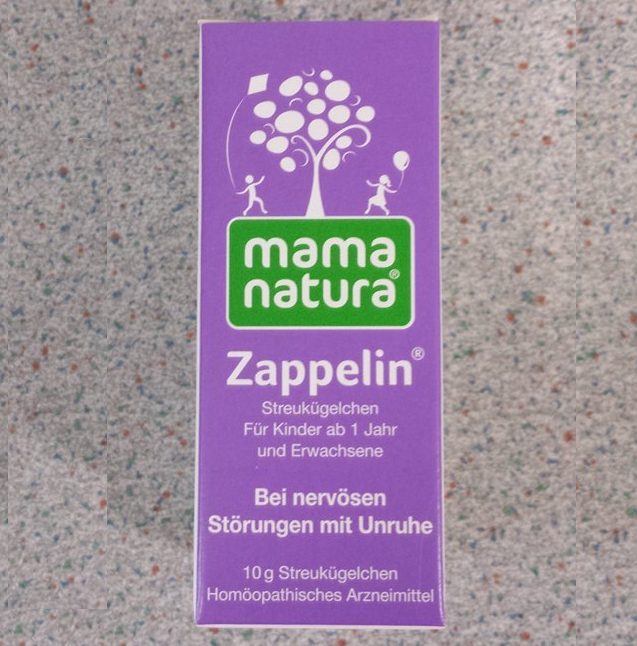 mama
natura®
Zappelin®
Streukügelchen
Für Kinder ab 1 Jahr
und Erwachsene
Bei nervösen
Störungen mit Unruhe
10 g Streukügelchen
Homöopathisches Arzneimittel